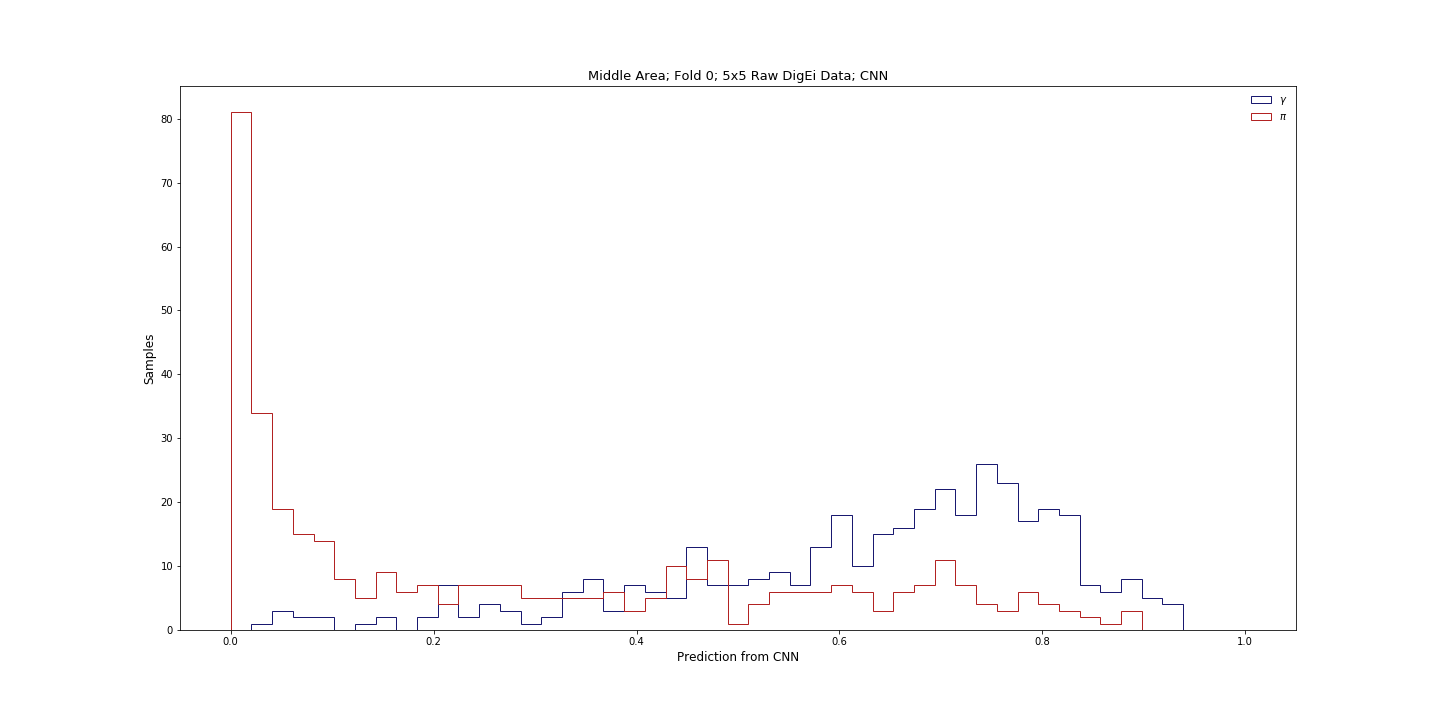 Middle Area; Fold 0; 5x5 Raw DigEi Data; CNN
γ
π
80
70
60
50
40
30
20
10
0
Samples
0.0 0.2 0.4 0.6 0.8 1.0
Prediction from CNN